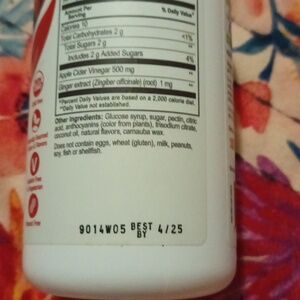 Amount Per
Serving
% Daily Value*
Calories 10
Total Carbohydrates 2 g
<1%
Total Sugars 2 g
**
Includes 2 g Added Sugars
4%
Apple Cider Vinegar 500 mg
**
Ginger extract (Zingiber officinale) (root) 1 mg
**
*Percent Daily Values are based on a 2,000 calorie diet.
**Daily Value not established.
Other ingredients: Glucose syrup, sugar, pectin, citric
acid, anthocyanins (color from plants), trisodium citrate,
coconut oil, natural flavors, carnauba wax.
Does not contain eggs, wheat (gluten), milk, peanuts,
soy, fish or shellfish.
9014W05 BEST BY 4/25